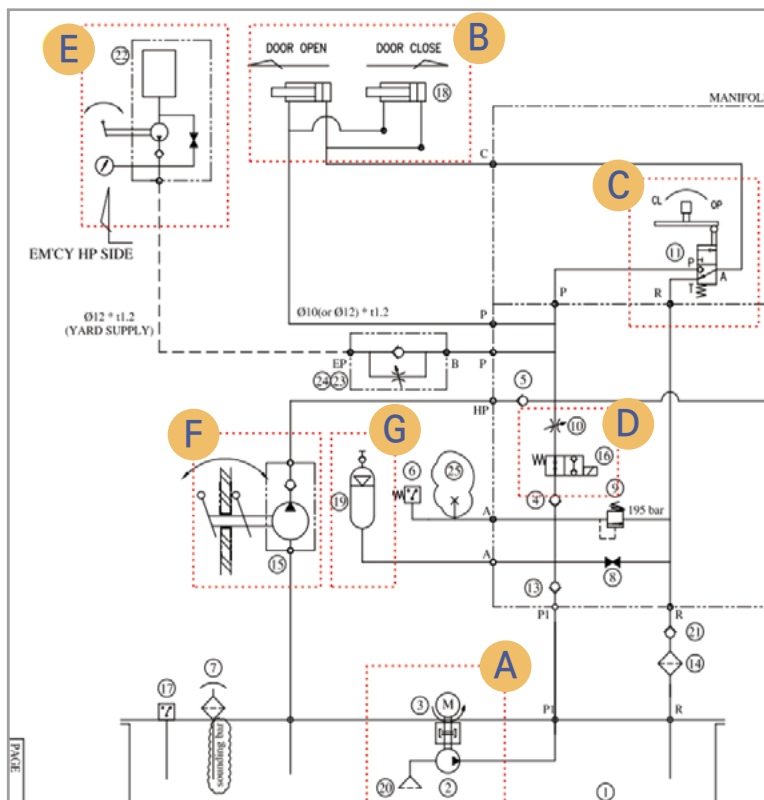 E
22
EM'CY HP SIDE
DOOR OPEN
DOOR CLOSE
B
18
MANIFOL
C
C
CL
OP
11
P
A
T
P
R
Ø12 * t1.2
(YARD SUPPLY)
Ø10(or Ø12) * t1.2
P
EP
B
P
24 23
5
HP
F
G
15
19
6
25
10
D
16
9
4
195 bar
A
A
8
13
P1
R
21
14
A
17
7
sounding bar
3
M
P1
R
20
2
1
PAGE